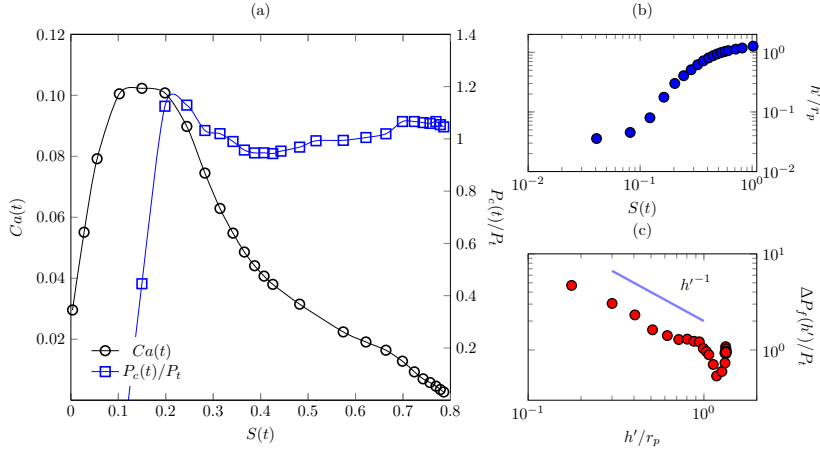 (a)
0.12
0.10
0.08
0.06
0.04
0.02
Ca(t)
0
0.1
0.2
0.3
0.4
0.5
0.6
0.7
0.8
S(t)
1.4
1.2
1
0.8
0.6
0.4
0.2
P_c(t)/P_t
Ca(t)
P_c(t)/P_t
(b)
10^0
10^−1
10^−2
h′/r_p
10^−2
10^−1
10^0
S(t)
(c)
h′^−1
10^1
10^0
ΔP_f(h′)/P_t
10^−1
10^0
h′/r_p